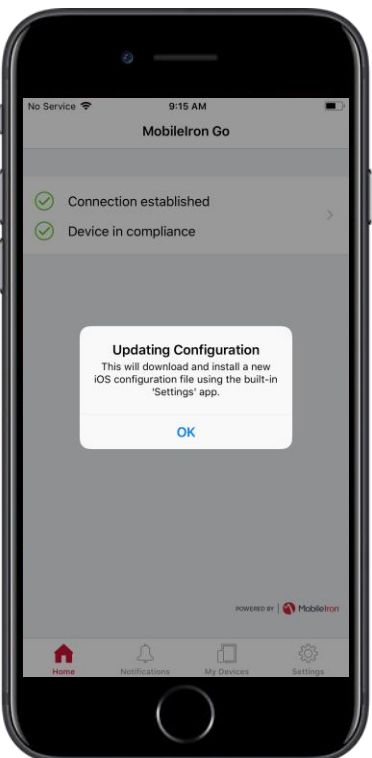 No Service 9:15 AM
MobileIron Go
Connection established
Device in compliance
Updating Configuration
This will download and install a new
iOS configuration file using the built-in
'Settings' app.
OK
POWERED BY | MobileIron
Home Notifications My Devices Settings